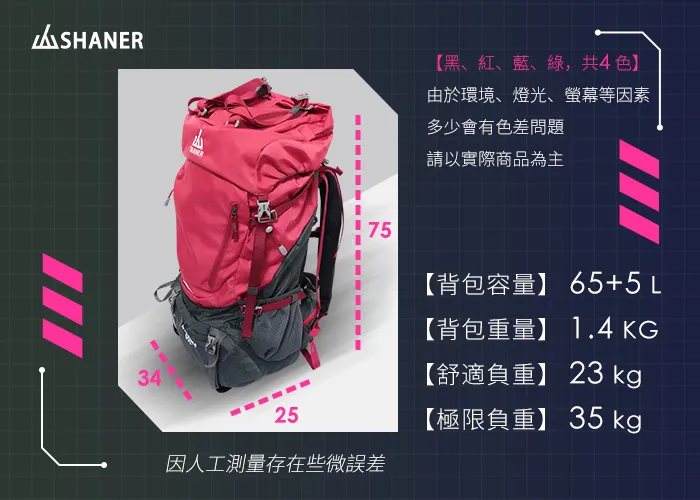 SHANER
【黑、紅、藍、綠，共4色】
由於環境、燈光、螢幕等因素
多少會有色差問題
請以實際商品為主
SHANER
75
34
25
【背包容量】 65+5 L
【背包重量】 1.4 KG
【舒適負重】 23 kg
【極限負重】 35 kg
因人工測量存在些微誤差